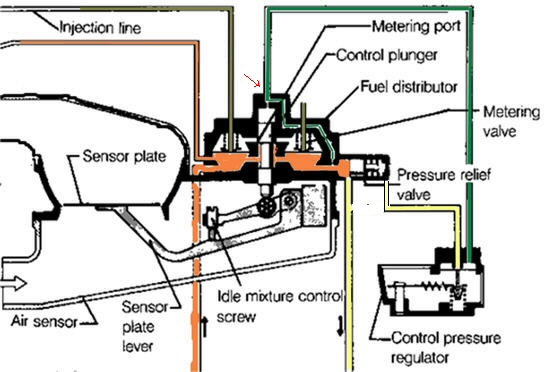 Injection line
Metering port
Control plunger
Fuel distributor
Metering
valve
Sensor plate
Pressure relief
valve
Idle mixture control
screw
Air sensor
Sensor
plate
lever
Control pressure
regulator